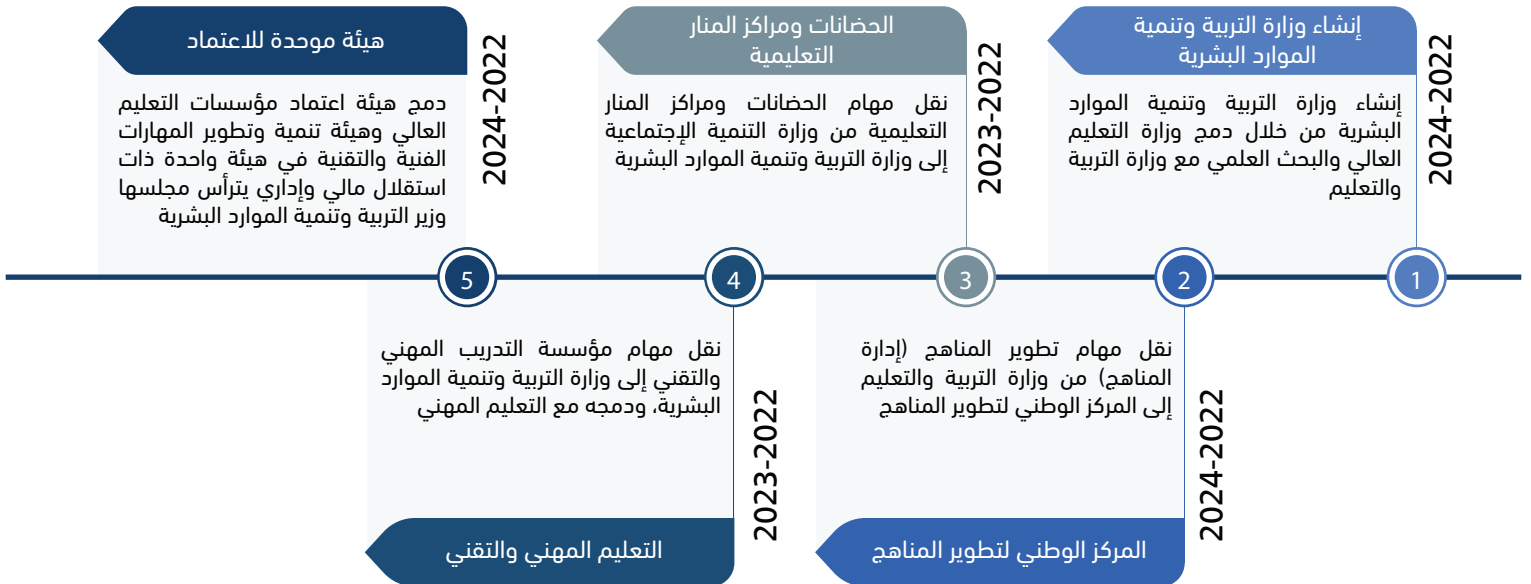 إنشاء وزارة التربية وتنمية
الموارد البشرية
2024-2022
إنشاء وزارة التربية وتنمية الموارد
البشرية من خلال دمج وزارة التعليم
العالي والبحث العلمي مع وزارة التربية
والتعليم
1
2
نقل مهام تطوير المناهج (إدارة
المناهج) من وزارة التربية والتعليم
إلى المركز الوطني لتطوير المناهج
2024-2022
المركز الوطني لتطوير المناهج
الحضانات ومراكز المنار
التعليمية
2023-2022
نقل مهام الحضانات ومراكز المنار
التعليمية من وزارة التنمية الإجتماعية
إلى وزارة التربية وتنمية الموارد البشرية
3
4
نقل مهام مؤسسة التدريب المهني
والتقني إلى وزارة التربية وتنمية الموارد
البشرية، ودمجه مع التعليم المهني
2023-2022
التعليم المهني والتقني
هيئة موحدة للاعتماد
2024-2022
دمج هيئة اعتماد مؤسسات التعليم
العالي وهيئة تنمية وتطوير المهارات
الفنية والتقنية في هيئة واحدة ذات
استقلال مالي وإداري يترأس مجلسها
وزير التربية وتنمية الموارد البشرية
5